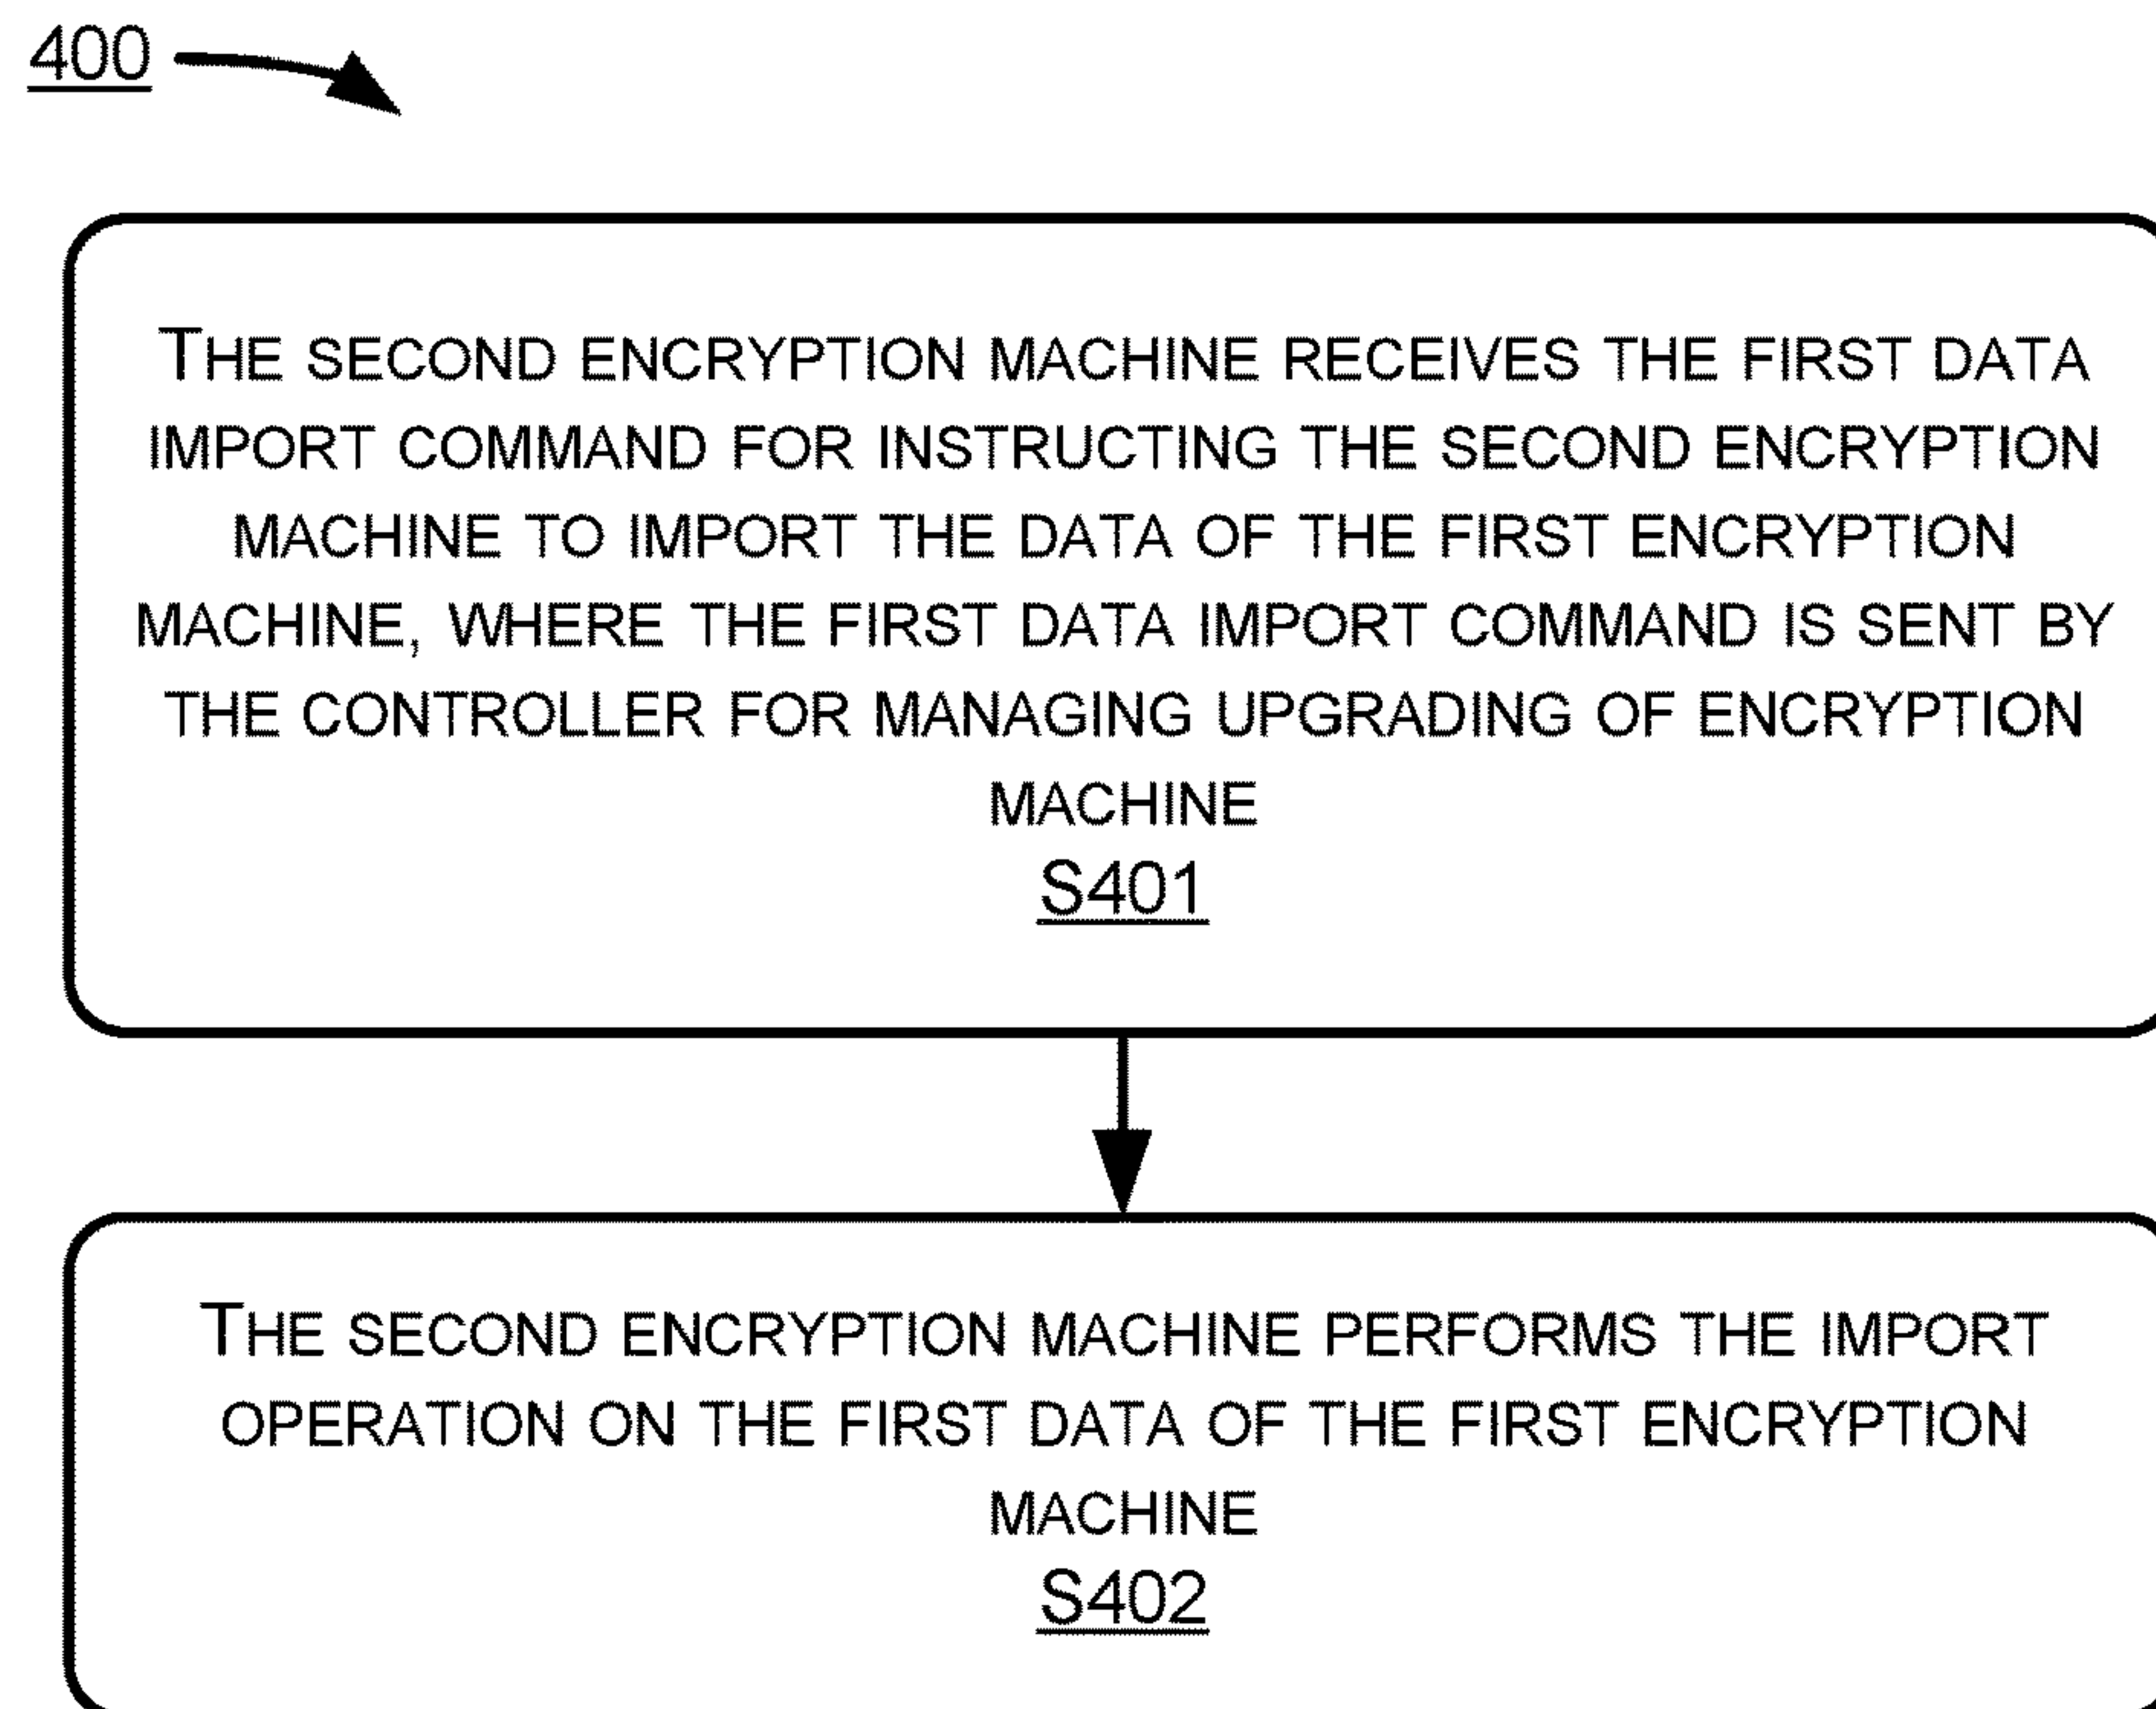 400
THE SECOND ENCRYPTION MACHINE RECEIVES THE FIRST DATA
IMPORT COMMAND FOR INSTRUCTING THE SECOND ENCRYPTION
MACHINE TO IMPORT THE DATA OF THE FIRST ENCRYPTION
MACHINE, WHERE THE FIRST DATA IMPORT COMMAND IS SENT BY
THE CONTROLLER FOR MANAGING UPGRADING OF ENCRYPTION
MACHINE
S401
THE SECOND ENCRYPTION MACHINE PERFORMS THE IMPORT
OPERATION ON THE FIRST DATA OF THE FIRST ENCRYPTION
MACHINE
S402